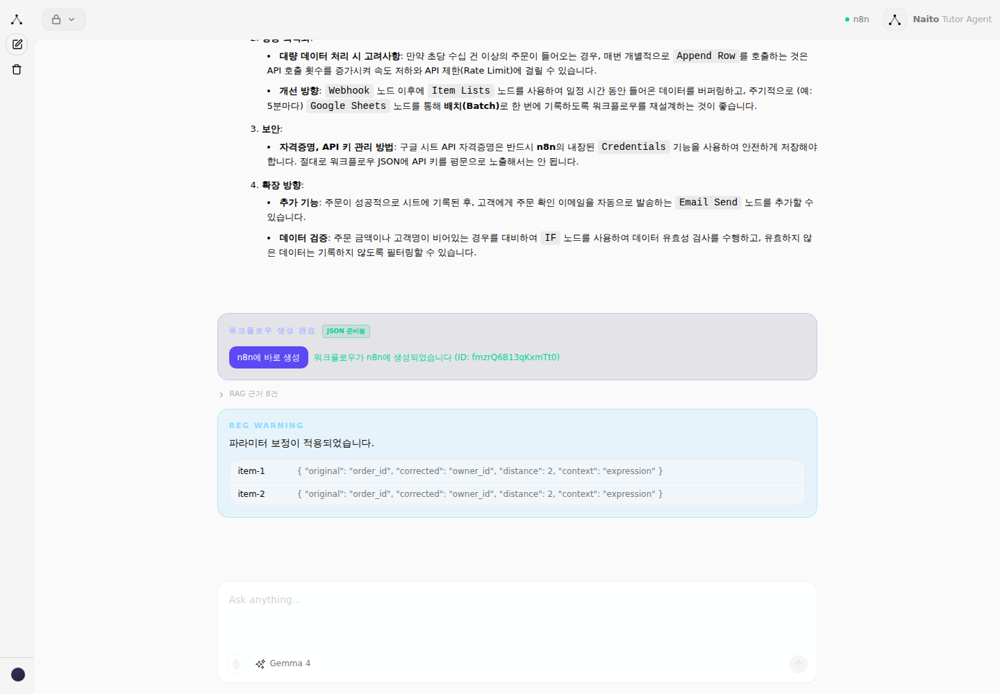 n8n
Naito Tutor Agent
2. 성능 최적화:
• 대량 데이터 처리 시 고려사항: 만약 초당 수십 건 이상의 주문이 들어오는 경우, 매번 개별적으로 Append Row를 호출하는 것은
API 호출 횟수를 증가시켜 속도 저하와 API 제한(Rate Limit)에 걸릴 수 있습니다.
• 개선 방향: Webhook 노드 이후에 Item Lists 노드를 사용하여 일정 시간 동안 들어온 데이터를 버퍼링하고, 주기적으로 (예:
5분마다) Google Sheets 노드를 통해 배치(Batch)로 한 번에 기록하도록 워크플로우를 재설계하는 것이 좋습니다.
3. 보안:
• 자격증명, API 키 관리 방법: 구글 시트 API 자격증명은 반드시 n8n의 내장된 Credentials 기능을 사용하여 안전하게 저장해야
합니다. 절대로 워크플로우 JSON에 API 키를 평문으로 노출해서는 안 됩니다.
4. 확장 방향:
• 추가 기능: 주문이 성공적으로 시트에 기록된 후, 고객에게 주문 확인 이메일을 자동으로 발송하는 Email Send 노드를 추가할 수
있습니다.
• 데이터 검증: 주문 금액이나 고객명이 비어있는 경우를 대비하여 IF 노드를 사용하여 데이터 유효성 검사를 수행하고, 유효하지 않
은 데이터는 기록하지 않도록 필터링할 수 있습니다.
워크플로우 생성 완료 JSON 준비됨
n8n에 바로 생성 워크플로우가 n8n에 생성되었습니다 (ID: fmzrQ6B13qKxmTt0)
RAG 근거 8건
REG WARNING
파라미터 보정이 적용되었습니다.
item-1 { "original": "order_id", "corrected": "owner_id", "distance": 2, "context": "expression" }
item-2 { "original": "order_id", "corrected": "owner_id", "distance": 2, "context": "expression" }
Ask anything...
Gemma 4